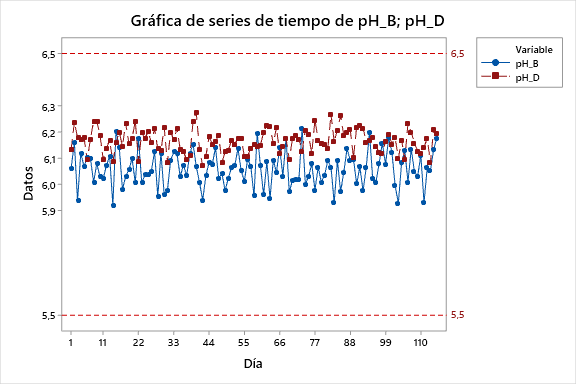 Gráfica de series de tiempo de pH_B; pH_D
6,5
6,5
Variable
pH_B
pH_D
6,3
6,2
6,1
6,0
5,9
5,5
5,5
Datos
1 11 22 33 44 55 66 77 88 99 110
Día